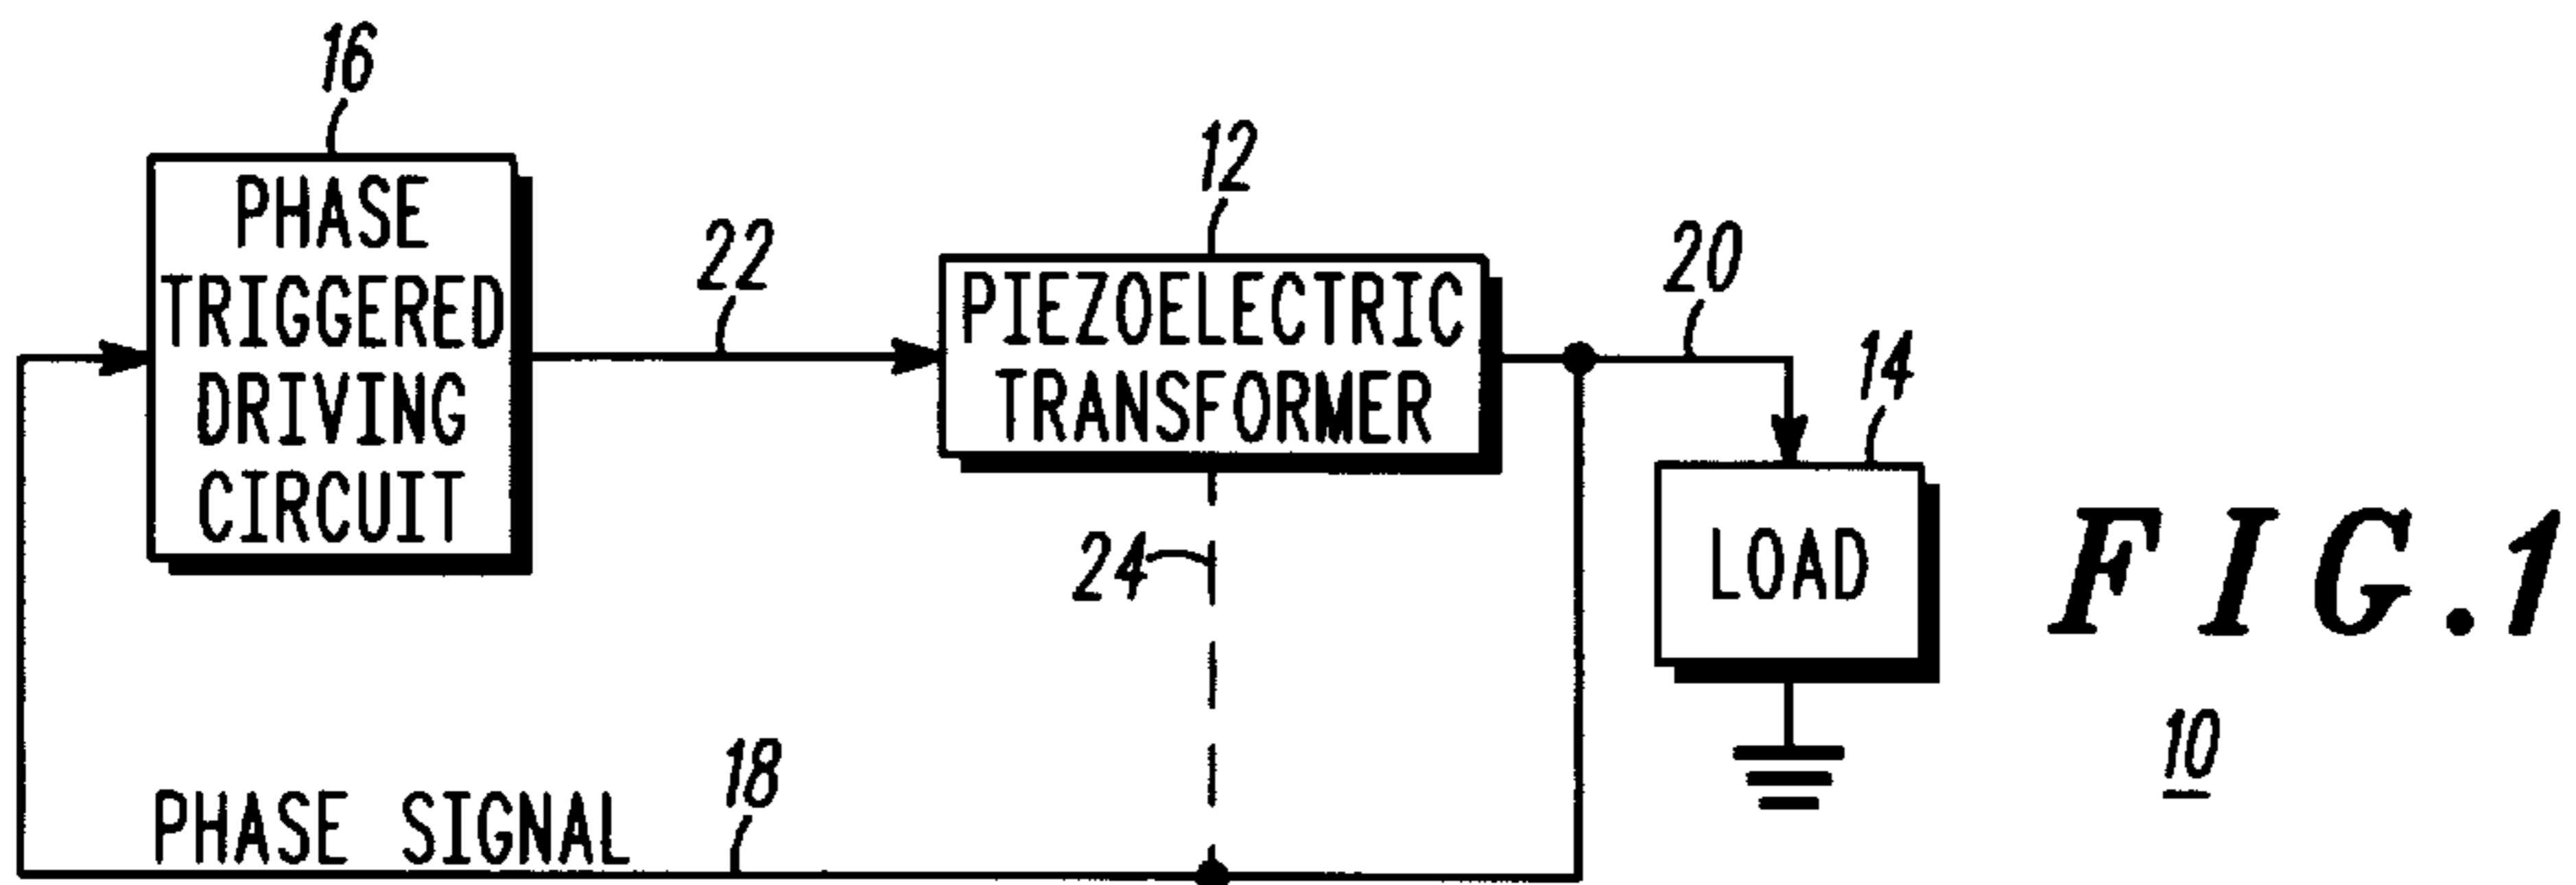 16
PHASE
TRIGGERED
DRIVING
CIRCUIT
22
12
PIEZOELECTRIC
TRANSFORMER
20
14
LOAD
24
18
PHASE SIGNAL
FIG.1
10